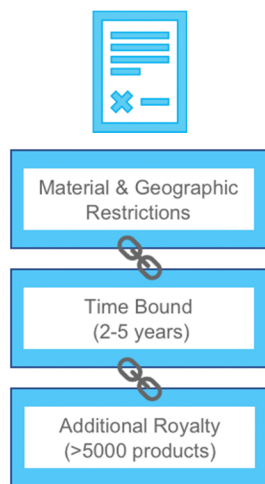 Material & Geographic
Restrictions
Time Bound
(2-5 years)
Additional Royalty
(>5000 products)